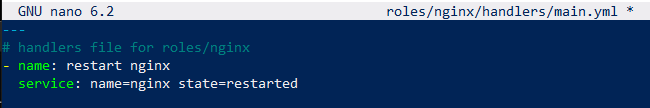 GNU nano 6.2 roles/nginx/handlers/main.yml *
---
# handlers file for roles/nginx
- name: restart nginx
  service: name=nginx state=restarted